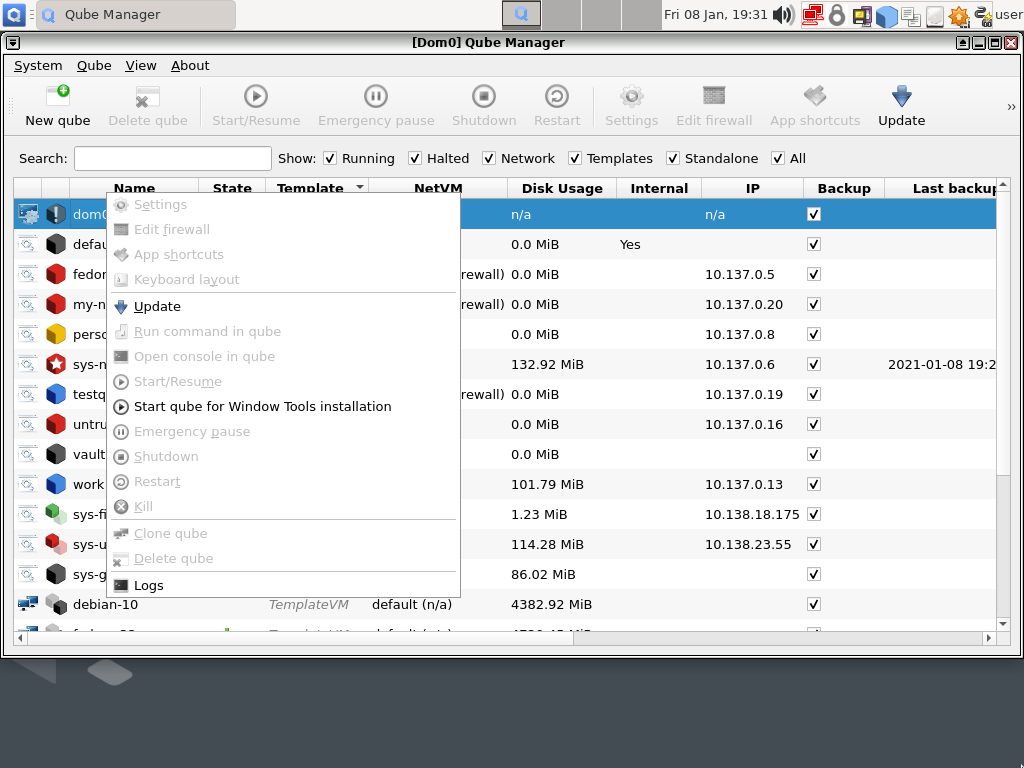 Qube Manager
Fri 08 Jan, 19:31
user
[Dom0] Qube Manager
System Qube View About
New qube Delete qube Start/Resume Emergency pause Shutdown Restart Settings Edit firewall App shortcuts Update »
Search: Show: Running Halted Network Templates Standalone All
Name State Template NetVM Disk Usage Internal IP Backup Last backup
dom0 n/a n/a
defau 0.0 MiB Yes
fedor rewall) 0.0 MiB 10.137.0.5
my-n rewall) 0.0 MiB 10.137.0.20
perso 0.0 MiB 10.137.0.8
sys-n 132.92 MiB 10.137.0.6 2021-01-08 19:2
testq rewall) 0.0 MiB 10.137.0.19
untru 0.0 MiB 10.137.0.16
vault 0.0 MiB
work 101.79 MiB 10.137.0.13
sys-fi 1.23 MiB 10.138.18.175
sys-u 114.28 MiB 10.138.23.55
sys-g 86.02 MiB
debian-10 TemplateVM default (n/a) 4382.92 MiB
Settings
Edit firewall
App shortcuts
Keyboard layout
Update
Run command in qube
Open console in qube
Start/Resume
Start qube for Window Tools installation
Emergency pause
Shutdown
Restart
Kill
Clone qube
Delete qube
Logs